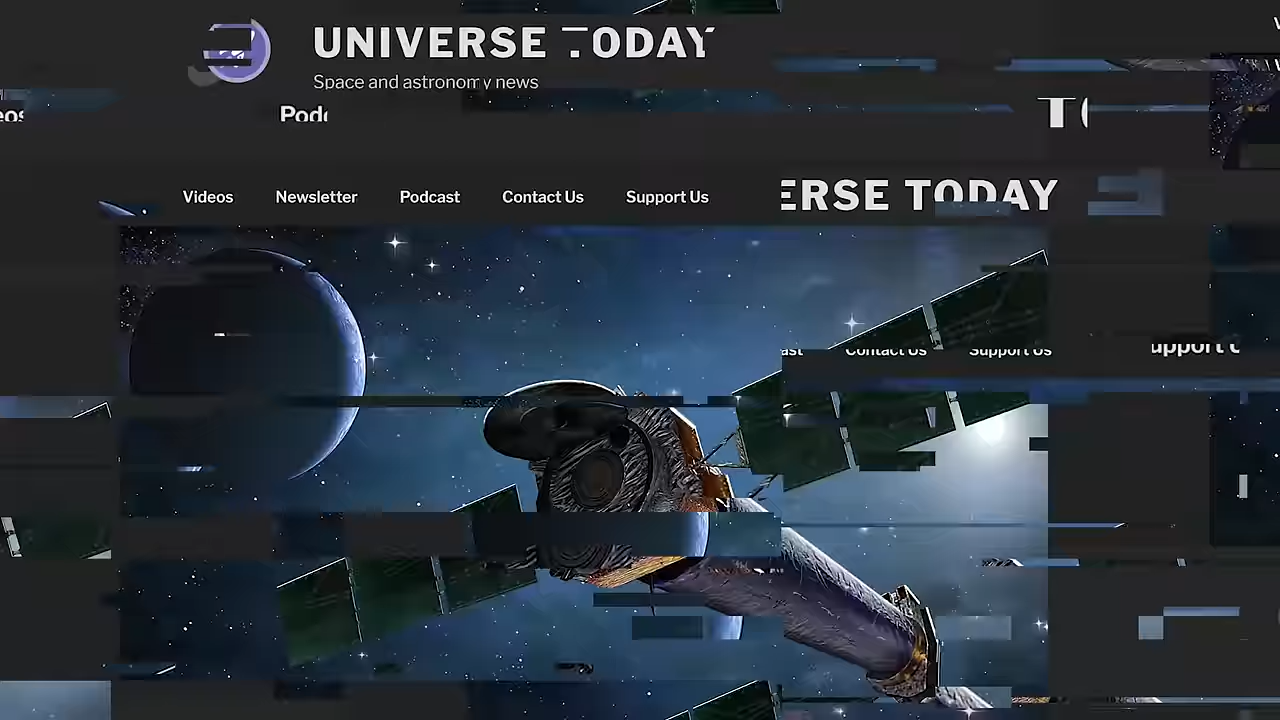 UNIVERSE TODAY
Space and astronomy news
Videos Newsletter Podcast Contact Us Support Us
ERSE TODAY
Contact Us Support Us